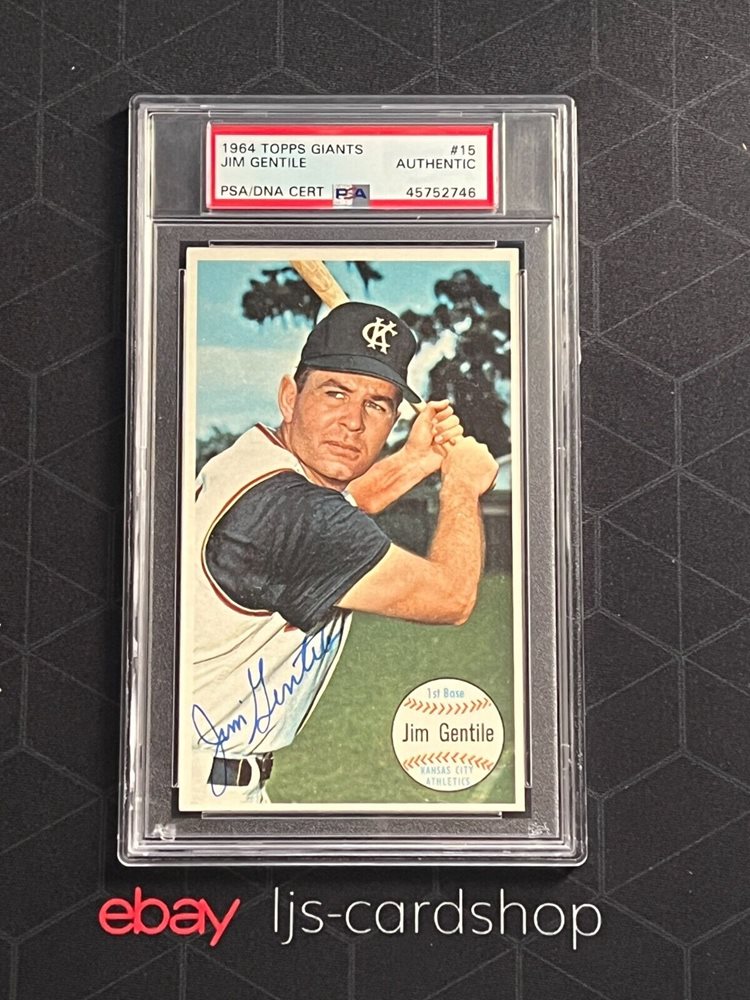 1964 TOPPS GIANTS #15
JIM GENTILE AUTHENTIC
PSA/DNA CERT PSA 45752746
KC
Jim Gentile
1st Base
Jim Gentile
KANSAS CITY
ATHLETICS
ebay ljs-cardshop